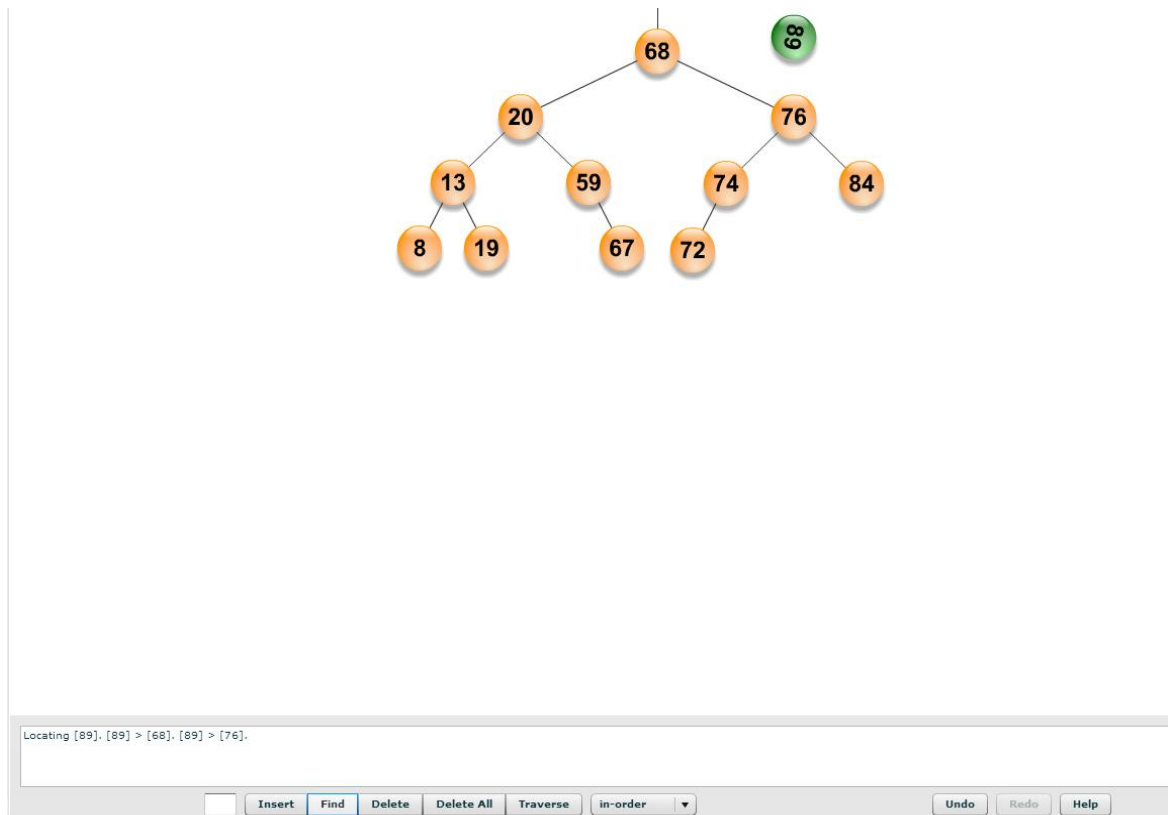 89
68
20 76
13 59 74 84
8 19 67 72
Locating [89]. [89] > [68]. [89] > [76].
Insert Find Delete Delete All Traverse in-order Undo Redo Help